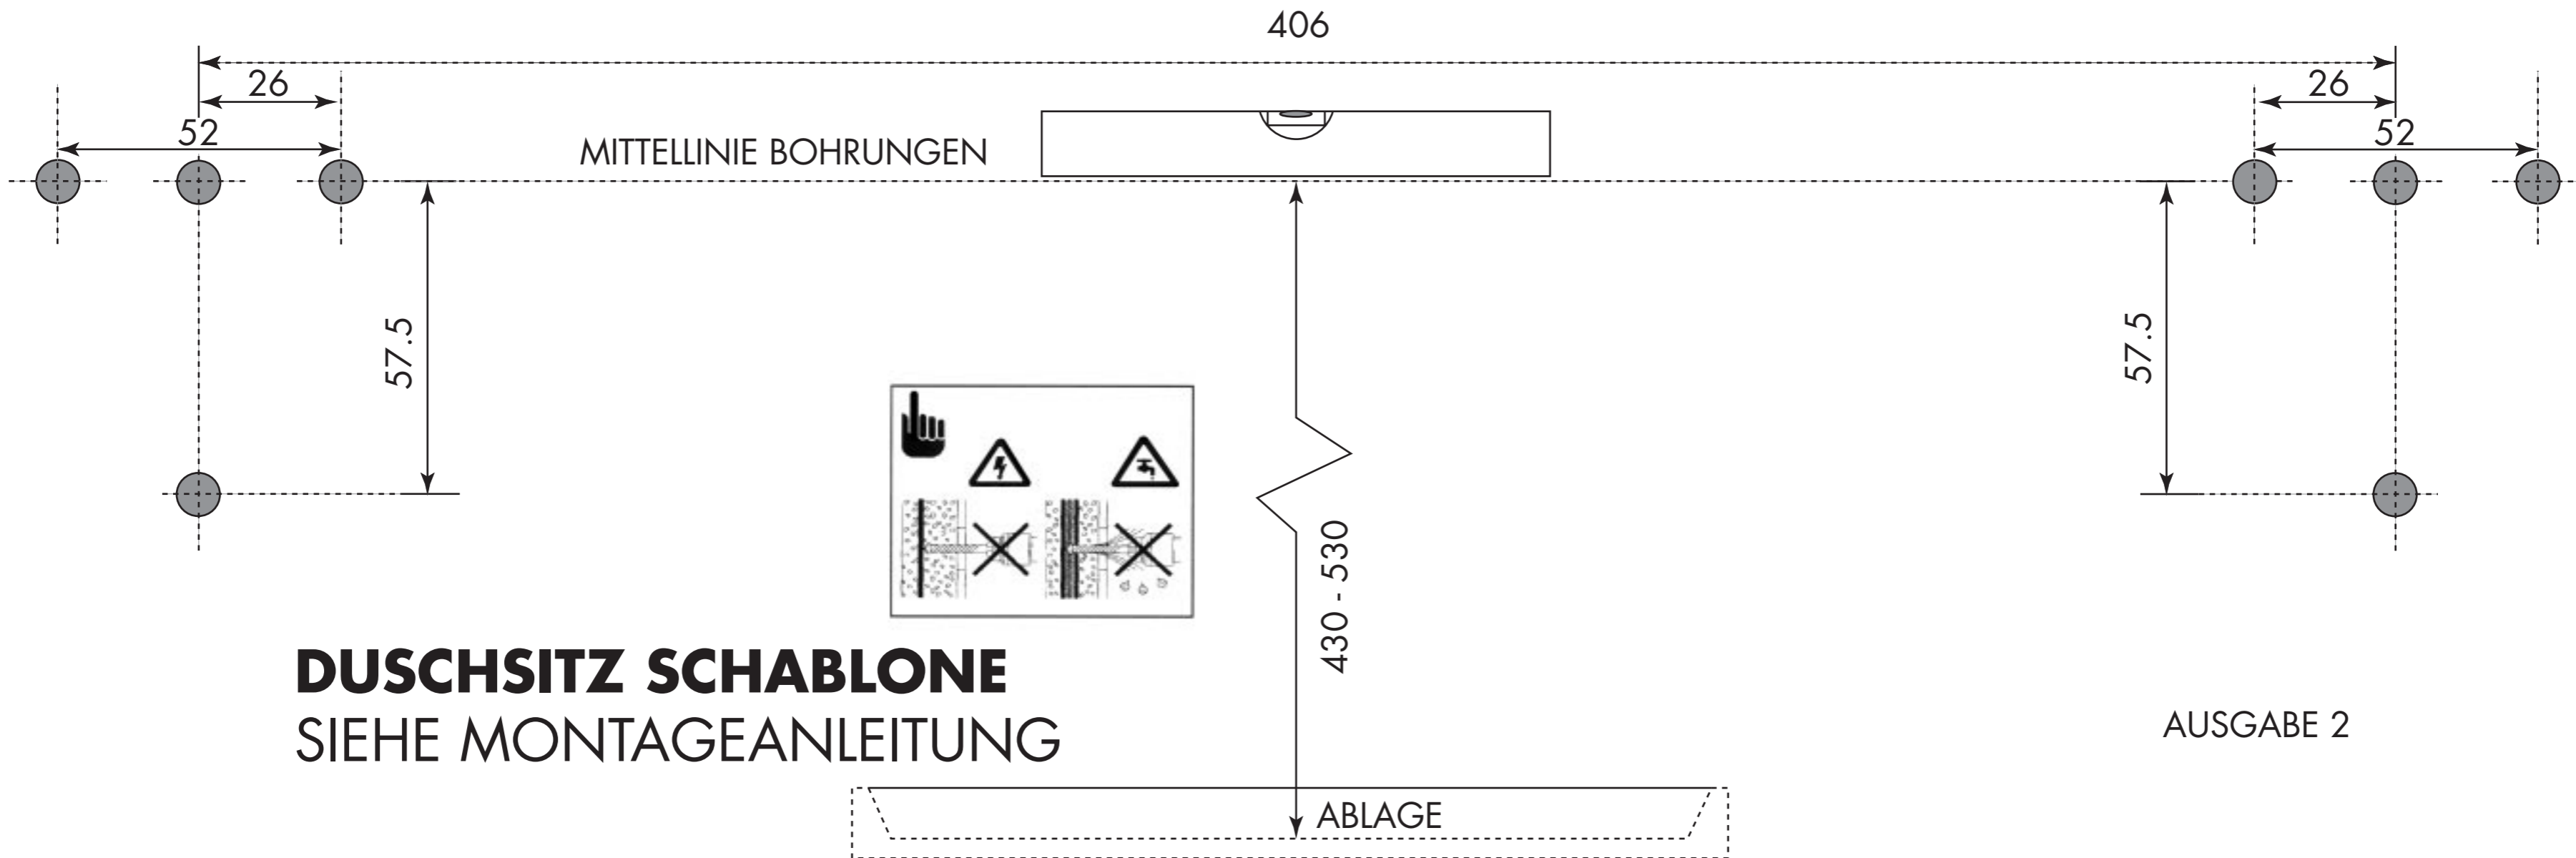 406
26
26
52
52
MITTELLINIE BOHRUNGEN
57.5
57.5
430 - 530
DUSCHSITZ SCHABLONE
SIEHE MONTAGEANLEITUNG
AUSGABE 2
ABLAGE